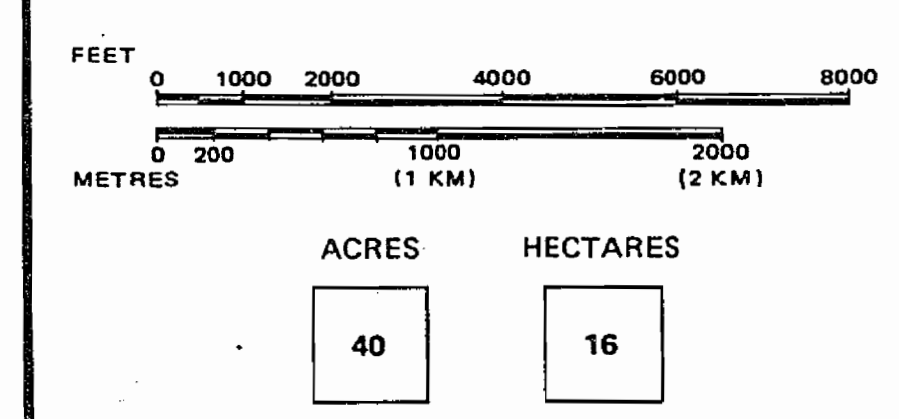 FEET
0 1000 2000 4000 6000 8000
0 200 1000 2000
METRES (1 KM) (2 KM)
ACRES HECTARES
40 16